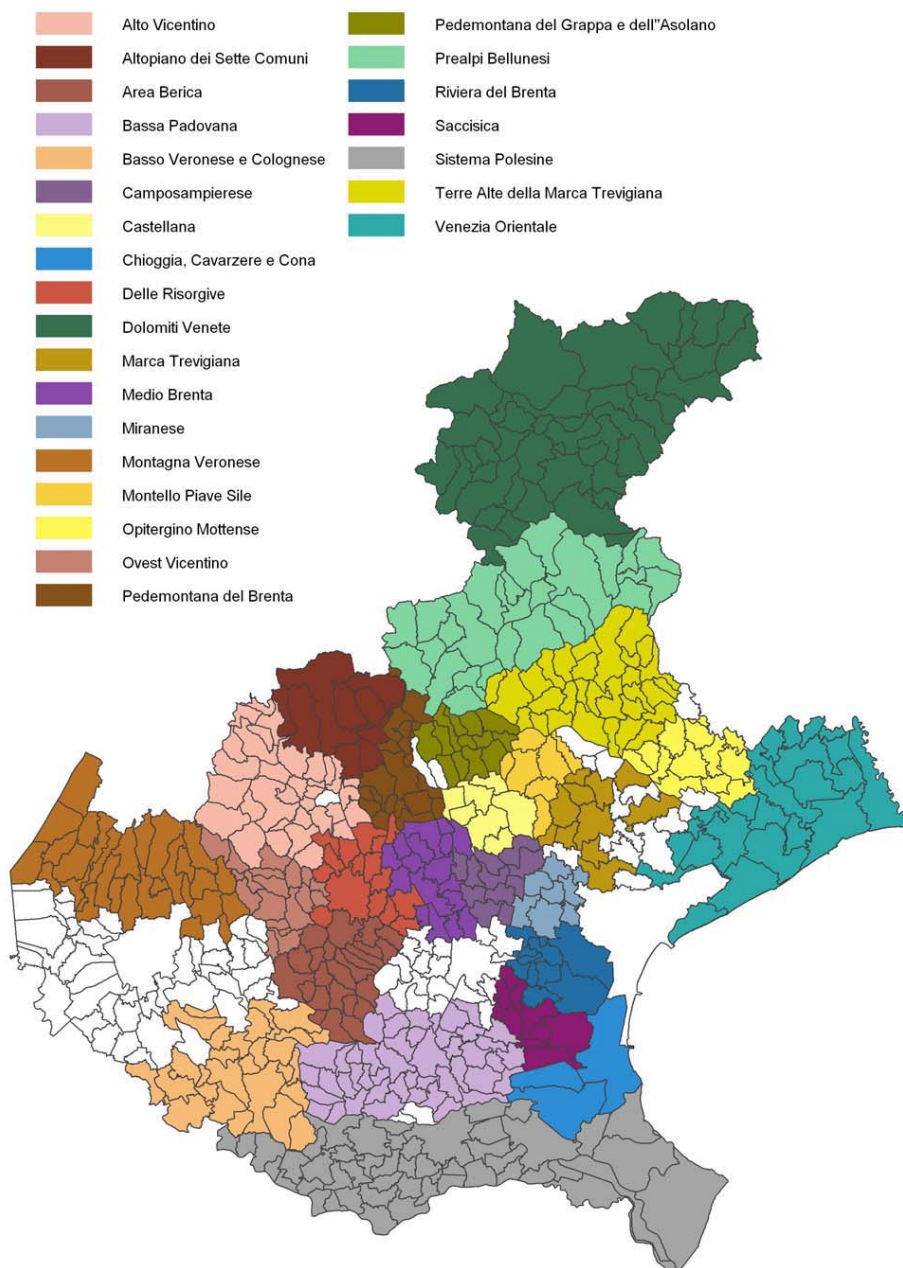 Alto Vicentino
Altopiano dei Sette Comuni
Area Berica
Bassa Padovana
Basso Veronese e Colognese
Camposampierese
Castellana
Chioggia, Cavarzere e Cona
Delle Risorgive
Dolomiti Venete
Marca Trevigiana
Medio Brenta
Miranese
Montagna Veronese
Montello Piave Sile
Opitergino Mottense
Ovest Vicentino
Pedemontana del Brenta
Pedemontana del Grappa e dell"Asolano
Prealpi Bellunesi
Riviera del Brenta
Saccisica
Sistema Polesine
Terre Alte della Marca Trevigiana
Venezia Orientale